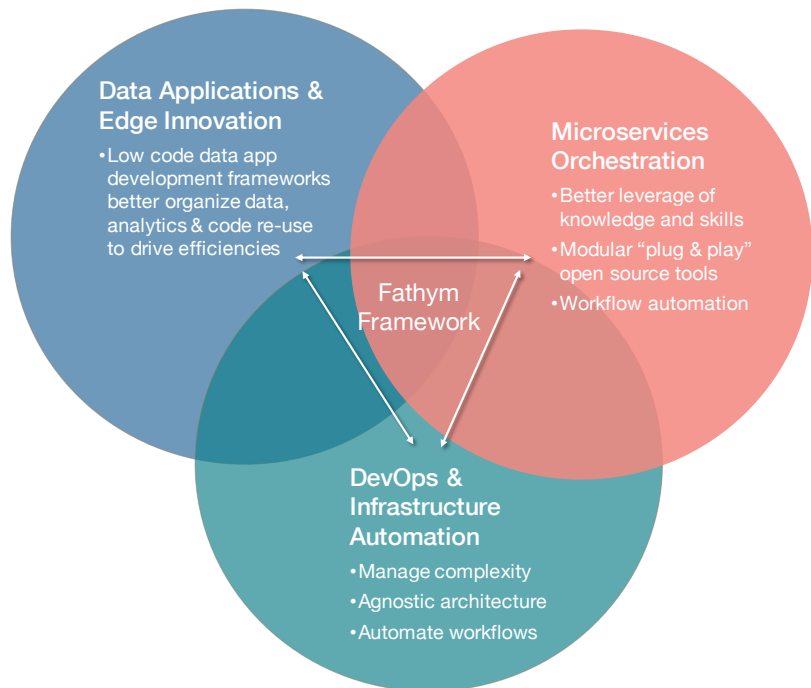 Data Applications &
Edge Innovation
•Low code data app
development frameworks
better organize data,
analytics & code re-use
to drive efficiencies
Microservices
Orchestration
•Better leverage of
knowledge and skills
•Modular “plug & play”
open source tools
•Workflow automation
Fathym
Framework
DevOps &
Infrastructure
Automation
•Manage complexity
•Agnostic architecture
•Automate workflows